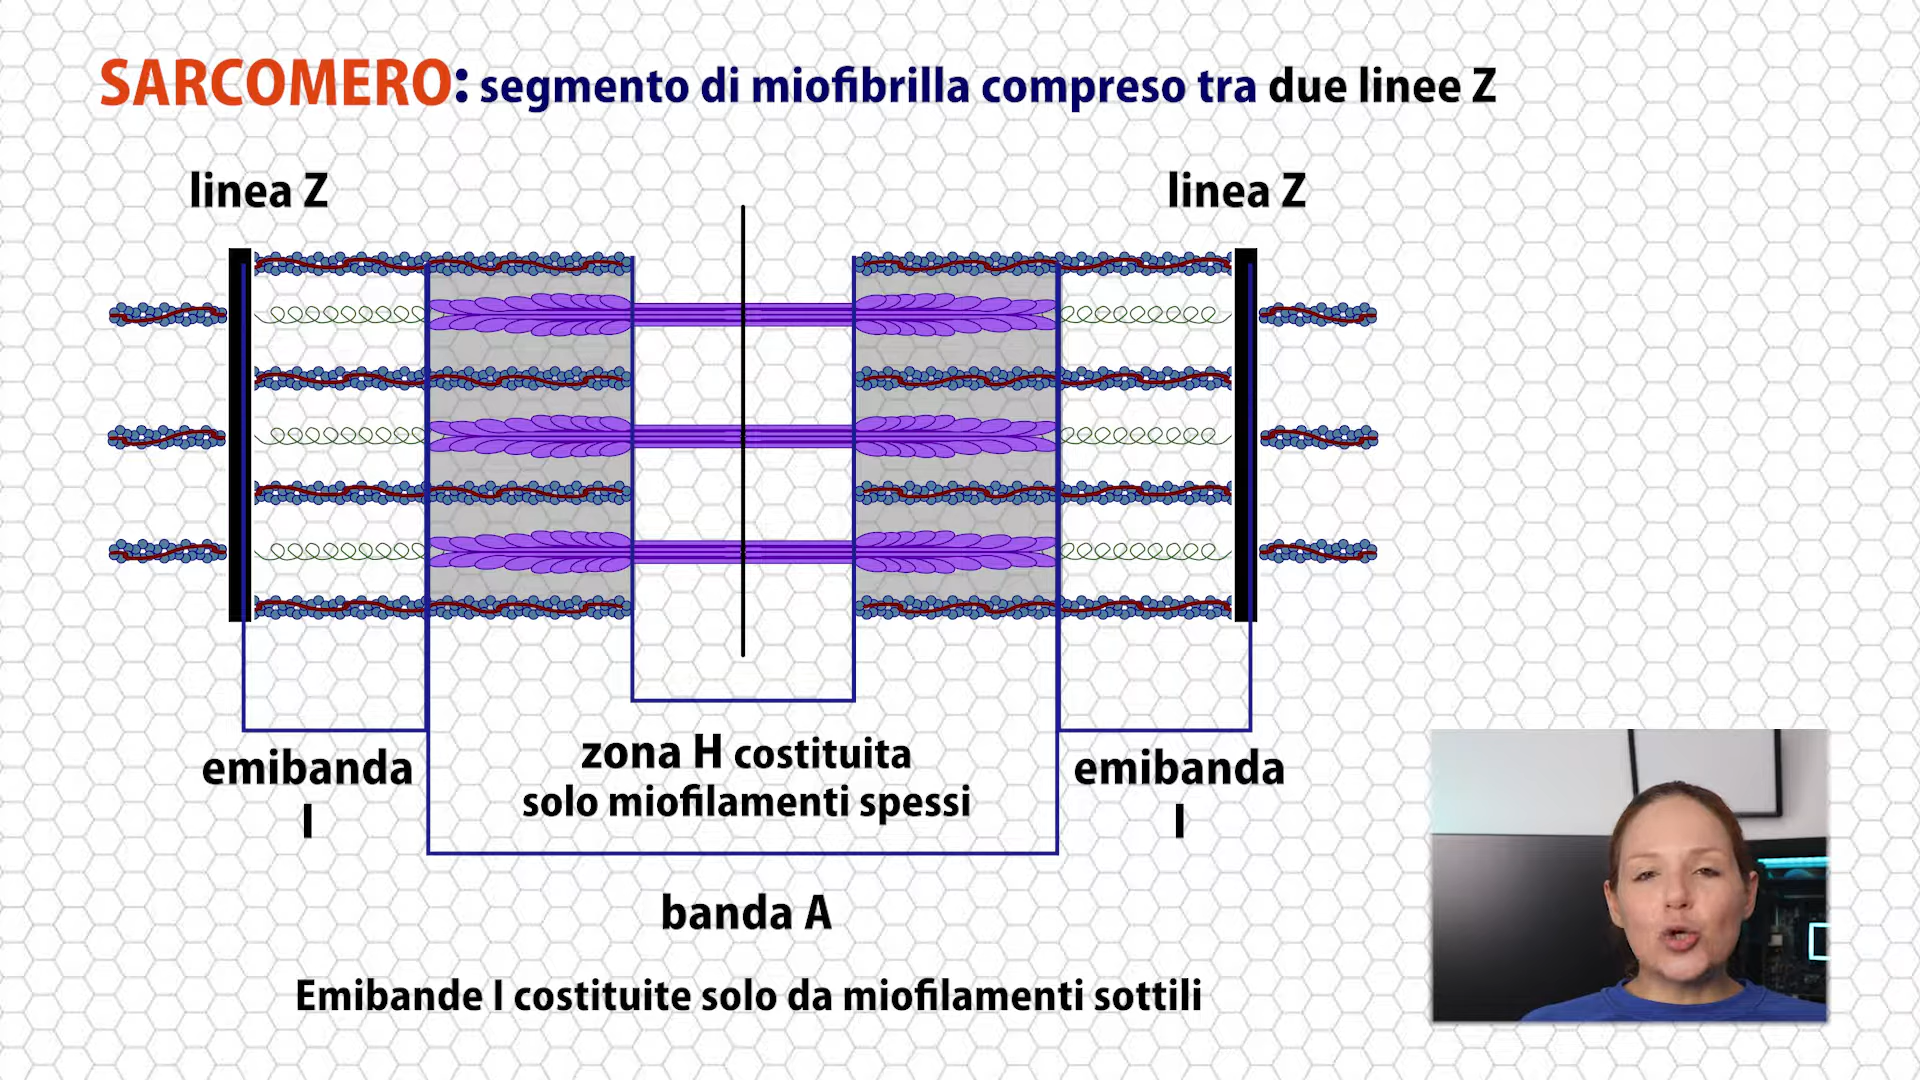 SARCOMERO: segmento di miofibrilla compreso tra due linee Z
linea Z
linea Z
emibanda
I
zona H costituita
solo miofilamenti spessi
emibanda
I
banda A
Emibande I costituite solo da miofilamenti sottili